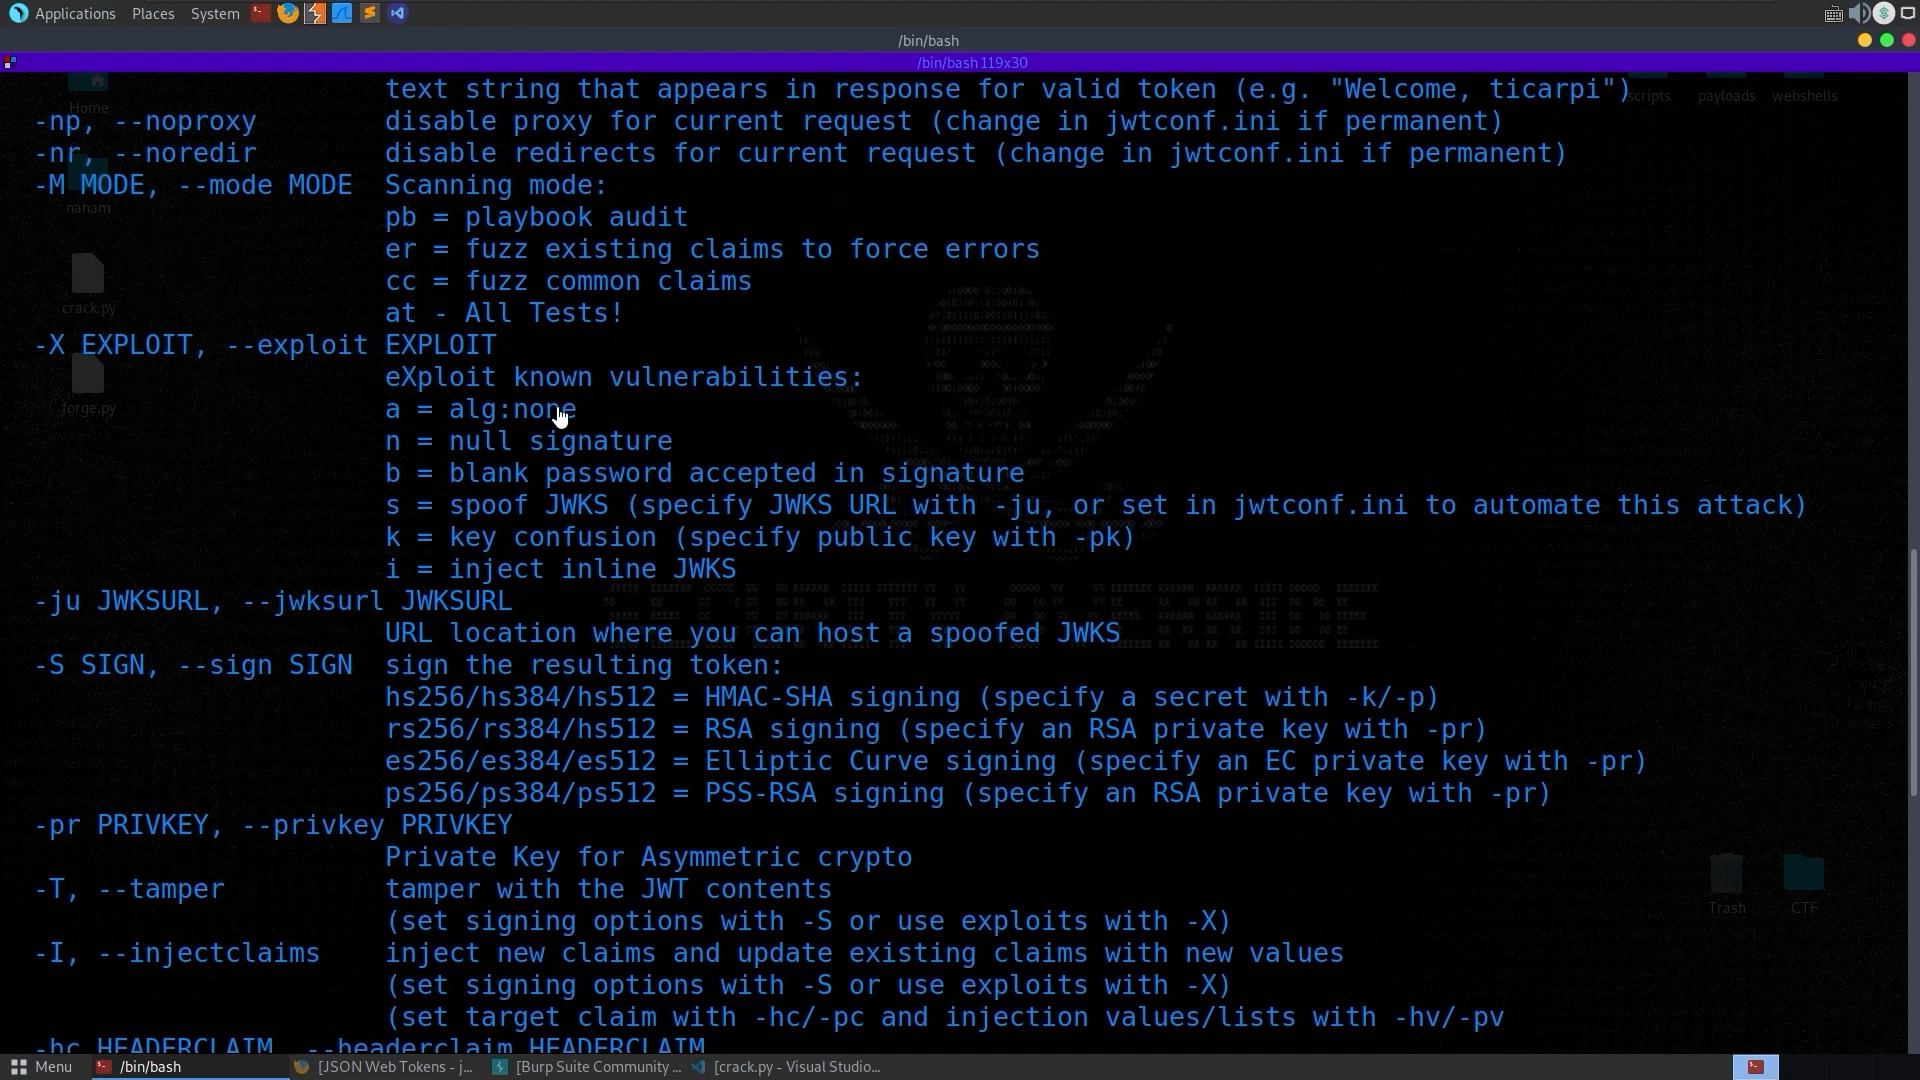 Applications Places System
/bin/bash
/bin/bash 119x30
text string that appears in response for valid token (e.g. "Welcome, ticarpi")
-np, --noproxy disable proxy for current request (change in jwtconf.ini if permanent)
-nr, --noredir disable redirects for current request (change in jwtconf.ini if permanent)
-M MODE, --mode MODE Scanning mode:
pb = playbook audit
er = fuzz existing claims to force errors
cc = fuzz common claims
at - All Tests!
-X EXPLOIT, --exploit EXPLOIT
eXploit known vulnerabilities:
a = alg:none
n = null signature
b = blank password accepted in signature
s = spoof JWKS (specify JWKS URL with -ju, or set in jwtconf.ini to automate this attack)
k = key confusion (specify public key with -pk)
i = inject inline JWKS
-ju JWKSURL, --jwksurl JWKSURL
URL location where you can host a spoofed JWKS
-S SIGN, --sign SIGN sign the resulting token:
hs256/hs384/hs512 = HMAC-SHA signing (specify a secret with -k/-p)
rs256/rs384/hs512 = RSA signing (specify an RSA private key with -pr)
es256/es384/es512 = Elliptic Curve signing (specify an EC private key with -pr)
ps256/ps384/ps512 = PSS-RSA signing (specify an RSA private key with -pr)
-pr PRIVKEY, --privkey PRIVKEY
Private Key for Asymmetric crypto
-T, --tamper tamper with the JWT contents
(set signing options with -S or use exploits with -X)
-I, --injectclaims inject new claims and update existing claims with new values
(set signing options with -S or use exploits with -X)
(set target claim with -hc/-pc and injection values/lists with -hv/-pv
-hc HEADERCLAIM, --headerclaim HEADERCLAIM
Home
naham
crack.py
forge.py
scripts payloads webshells
Trash CTF
Menu /bin/bash [JSON Web Tokens - j... [Burp Suite Community ... [crack.py - Visual Studio...